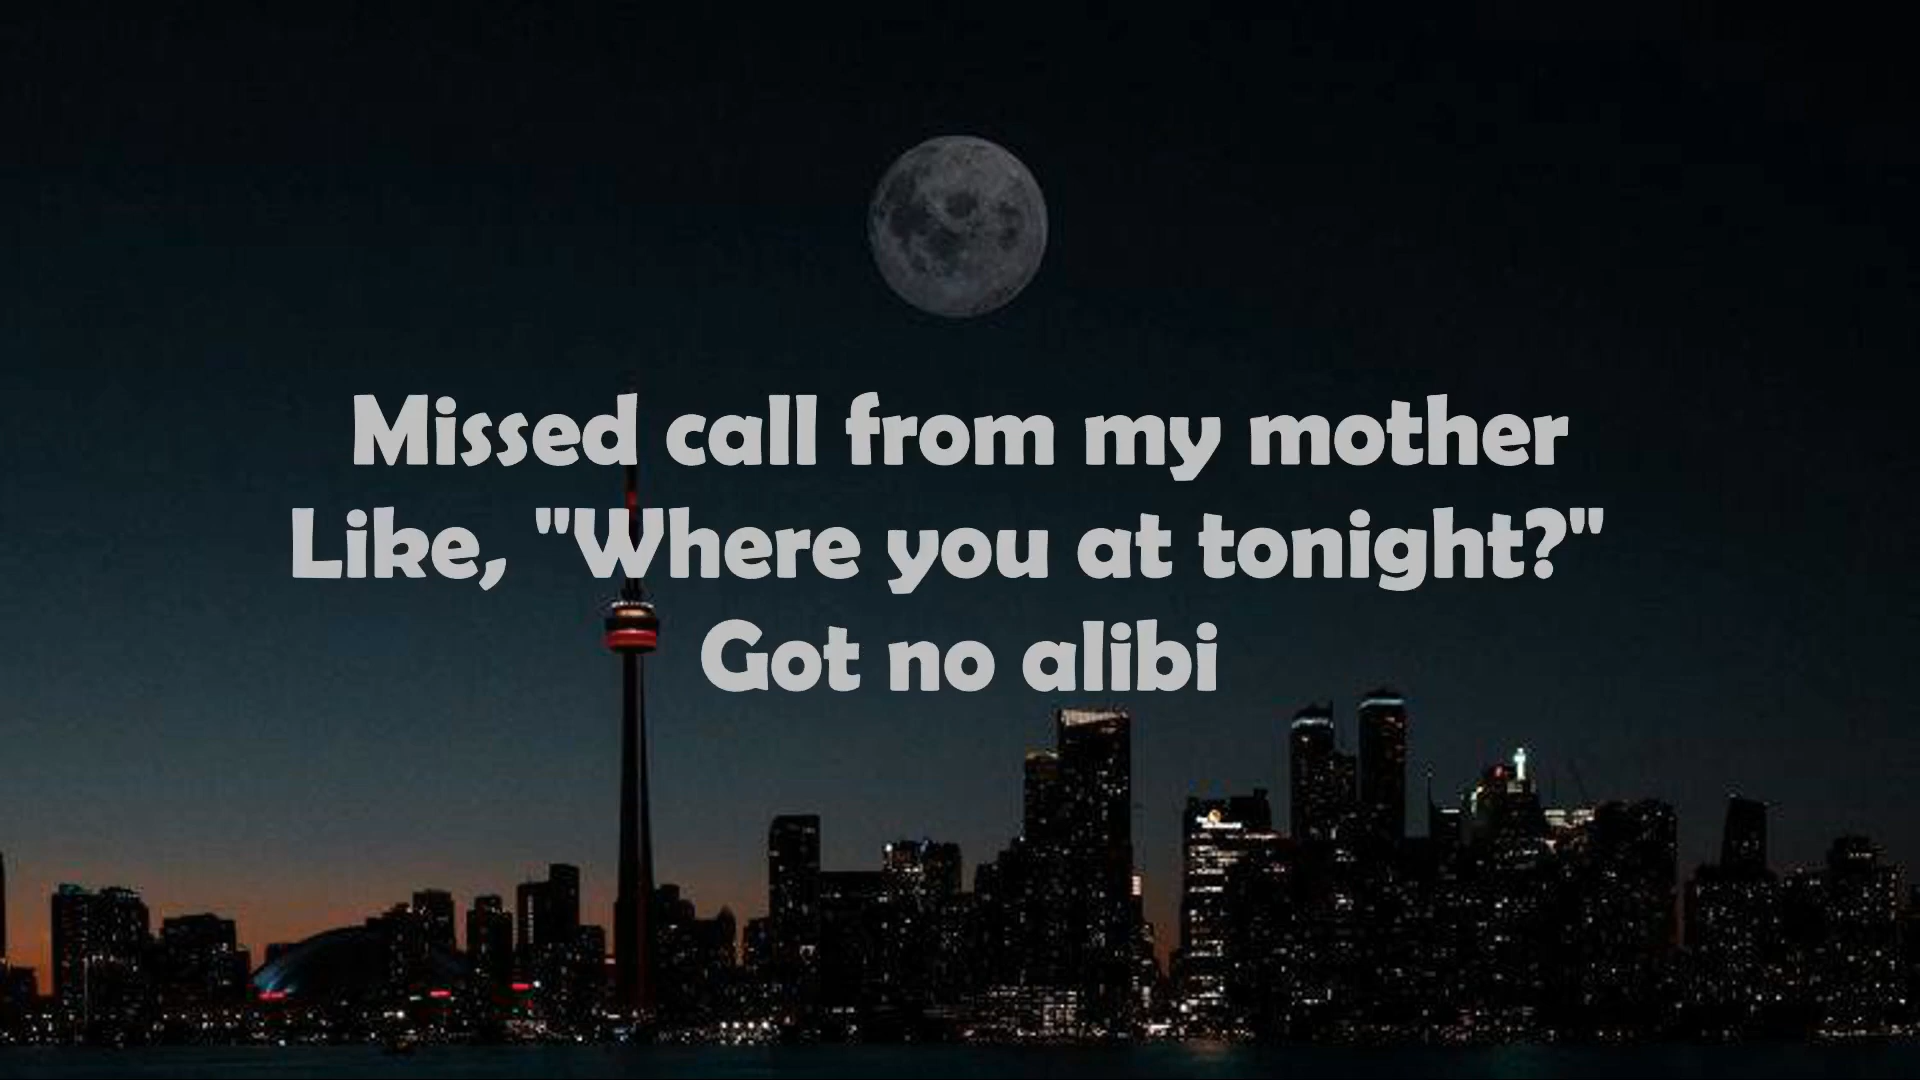 Missed call from my mother
Like, "Where you at tonight?"
Got no alibi